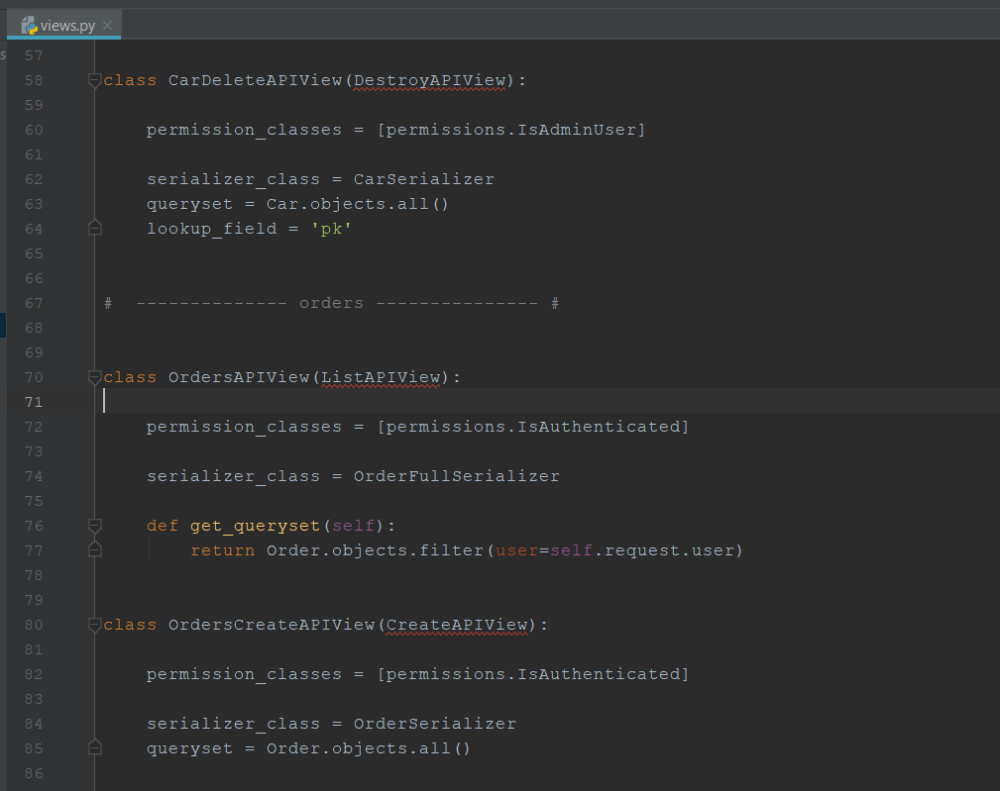 views.py
s
57
58 class CarDeleteAPIView(DestroyAPIView):
59
60 permission_classes = [permissions.IsAdminUser]
61
62 serializer_class = CarSerializer
63 queryset = Car.objects.all()
64 lookup_field = 'pk'
65
66
67 #  -------------- orders --------------- #
68
69
70 class OrdersAPIView(ListAPIView):
71
72 permission_classes = [permissions.IsAuthenticated]
73
74 serializer_class = OrderFullSerializer
75
76 def get_queryset(self):
77 return Order.objects.filter(user=self.request.user)
78
79
80 class OrdersCreateAPIView(CreateAPIView):
81
82 permission_classes = [permissions.IsAuthenticated]
83
84 serializer_class = OrderSerializer
85 queryset = Order.objects.all()
86